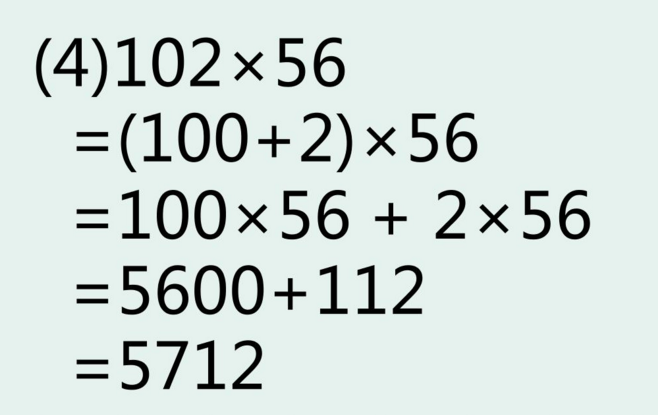 (4)102×56
=(100+2)×56
=100×56 + 2×56
=5600+112
=5712